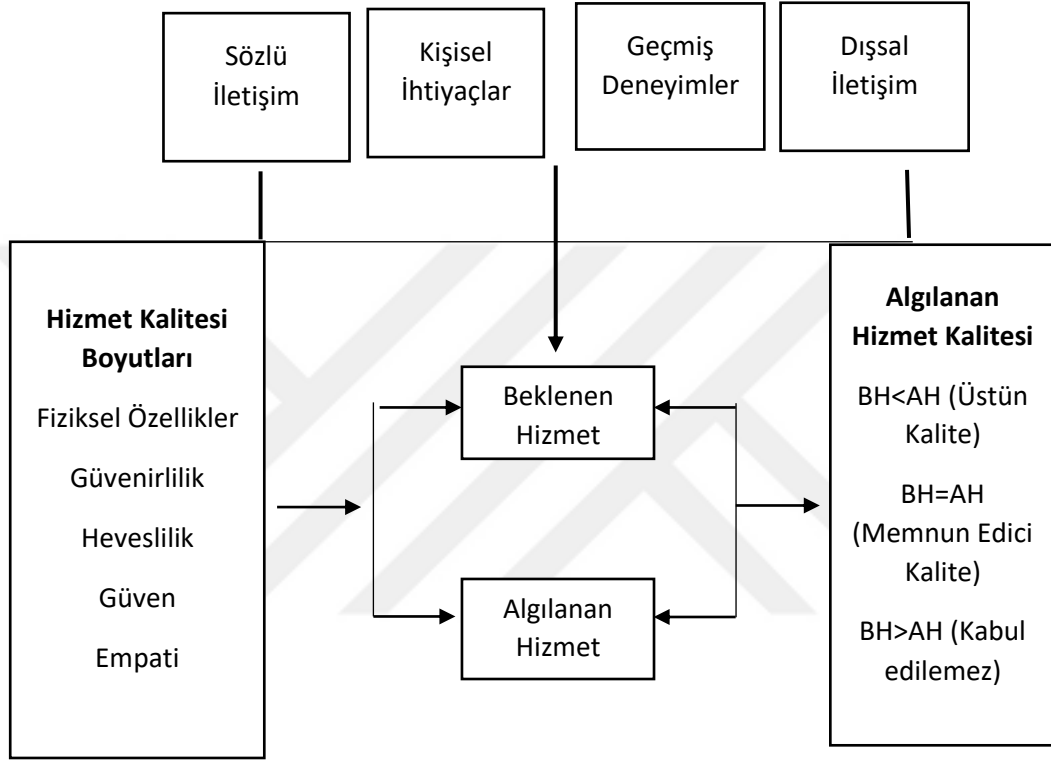 Sözlü
İletişim
Kişisel
İhtiyaçlar
Geçmiş
Deneyimler
Dışsal
İletişim
Hizmet Kalitesi
Boyutları
Fiziksel Özellikler
Güvenirlilik
Heveslilik
Güven
Empati
Beklenen
Hizmet
Algılanan
Hizmet
Algılanan
Hizmet Kalitesi
BH<AH (Üstün
Kalite)
BH=AH
(Memnun Edici
Kalite)
BH>AH (Kabul
edilemez)